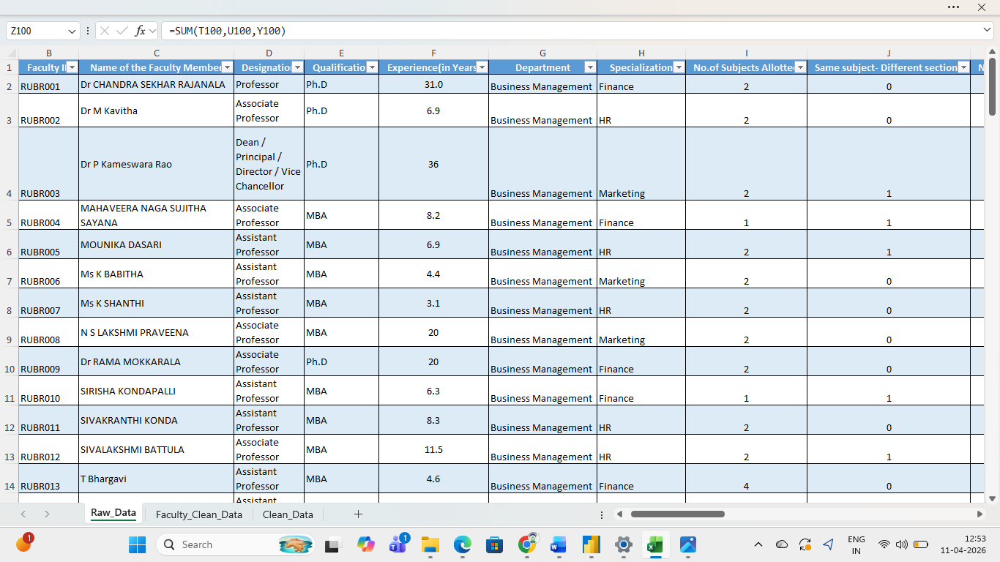 Z100 fx =SUM(T100,U100,Y100)
B C D E F G H I J
1 Faculty I Name of the Faculty Membe Designatio Qualificatio Experience(in Years Department Specialization No.of Subjects Allotte Same subject- Different section N
2 RUBR001 Dr CHANDRA SEKHAR RAJANALA Professor Ph.D 31.0 Business Management Finance 2 0
Associate
3 RUBR002 Dr M Kavitha Professor Ph.D 6.9 Business Management HR 2 0
Dean /
Principal /
Director / Vice
Chancellor
4 RUBR003 Dr P Kameswara Rao Ph.D 36 Business Management Marketing 2 1
MAHAVEERA NAGA SUJITHA Associate
5 RUBR004 SAYANA Professor MBA 8.2 Business Management Finance 1 1
Assistant
6 RUBR005 MOUNIKA DASARI Professor MBA 6.9 Business Management HR 2 1
Assistant
7 RUBR006 Ms K BABITHA Professor MBA 4.4 Business Management Marketing 2 0
Assistant
8 RUBR007 Ms K SHANTHI Professor MBA 3.1 Business Management HR 2 0
Associate
9 RUBR008 N S LAKSHMI PRAVEENA Professor MBA 20 Business Management Marketing 2 0
Associate
10 RUBR009 Dr RAMA MOKKARALA Professor Ph.D 20 Business Management Finance 2 0
Assistant
11 RUBR010 SIRISHA KONDAPALLI Professor MBA 6.3 Business Management Finance 1 1
Assistant
12 RUBR011 SIVAKRANTHI KONDA Professor MBA 8.3 Business Management HR 2 0
Associate
13 RUBR012 SIVALAKSHMI BATTULA Professor MBA 11.5 Business Management HR 2 1
Assistant
14 RUBR013 T Bhargavi Professor MBA 4.6 Business Management Finance 4 0
Assistant
Raw_Data Faculty_Clean_Data Clean_Data
1 Search 1 ENG 12:53
IN 11-04-2026